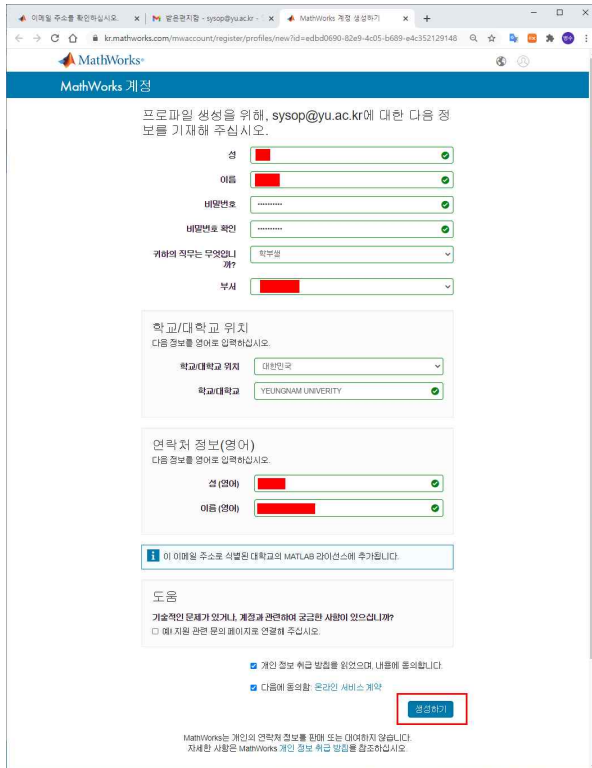 이메일 주소를 확인하십시오.
받은편지함 - sysop@yu.ac.kr -
MathWorks 계정 생성하기
kr.mathworks.com/mwaccount/register/profiles/new?id=edbd0690-82e9-4c05-b689-e4c352129148
MathWorks®
MathWorks 계정
프로파일 생성을 위해, sysop@yu.ac.kr에 대한 다음 정
보를 기재해 주십시오.
성
이름
비밀번호 ··········
비밀번호 확인 ··········
귀하의 직무는 무엇입니
까?
학부생
부서
학교/대학교 위치
다음 정보를 영어로 입력하십시오.
학교/대학교 위치 대한민국
학교/대학교 YEUNGNAM UNIVERITY
연락처 정보(영어)
다음 정보를 영어로 입력하십시오.
성 (영어)
이름 (영어)
i 이 이메일 주소로 식별된 대학교의 MATLAB 라이선스에 추가됩니다.
도움
기술적인 문제가 있거나, 계정과 관련하여 궁금한 사항이 있으십니까?
예! 지원 관련 문의 페이지로 연결해 주십시오.
개인 정보 취급 방침을 읽었으며, 내용에 동의합니다.
다음에 동의함: 온라인 서비스 계약
생성하기
MathWorks는 개인의 연락처 정보를 판매 또는 대여하지 않습니다.
자세한 사항은 MathWorks 개인 정보 취급 방침을 참조하십시오.